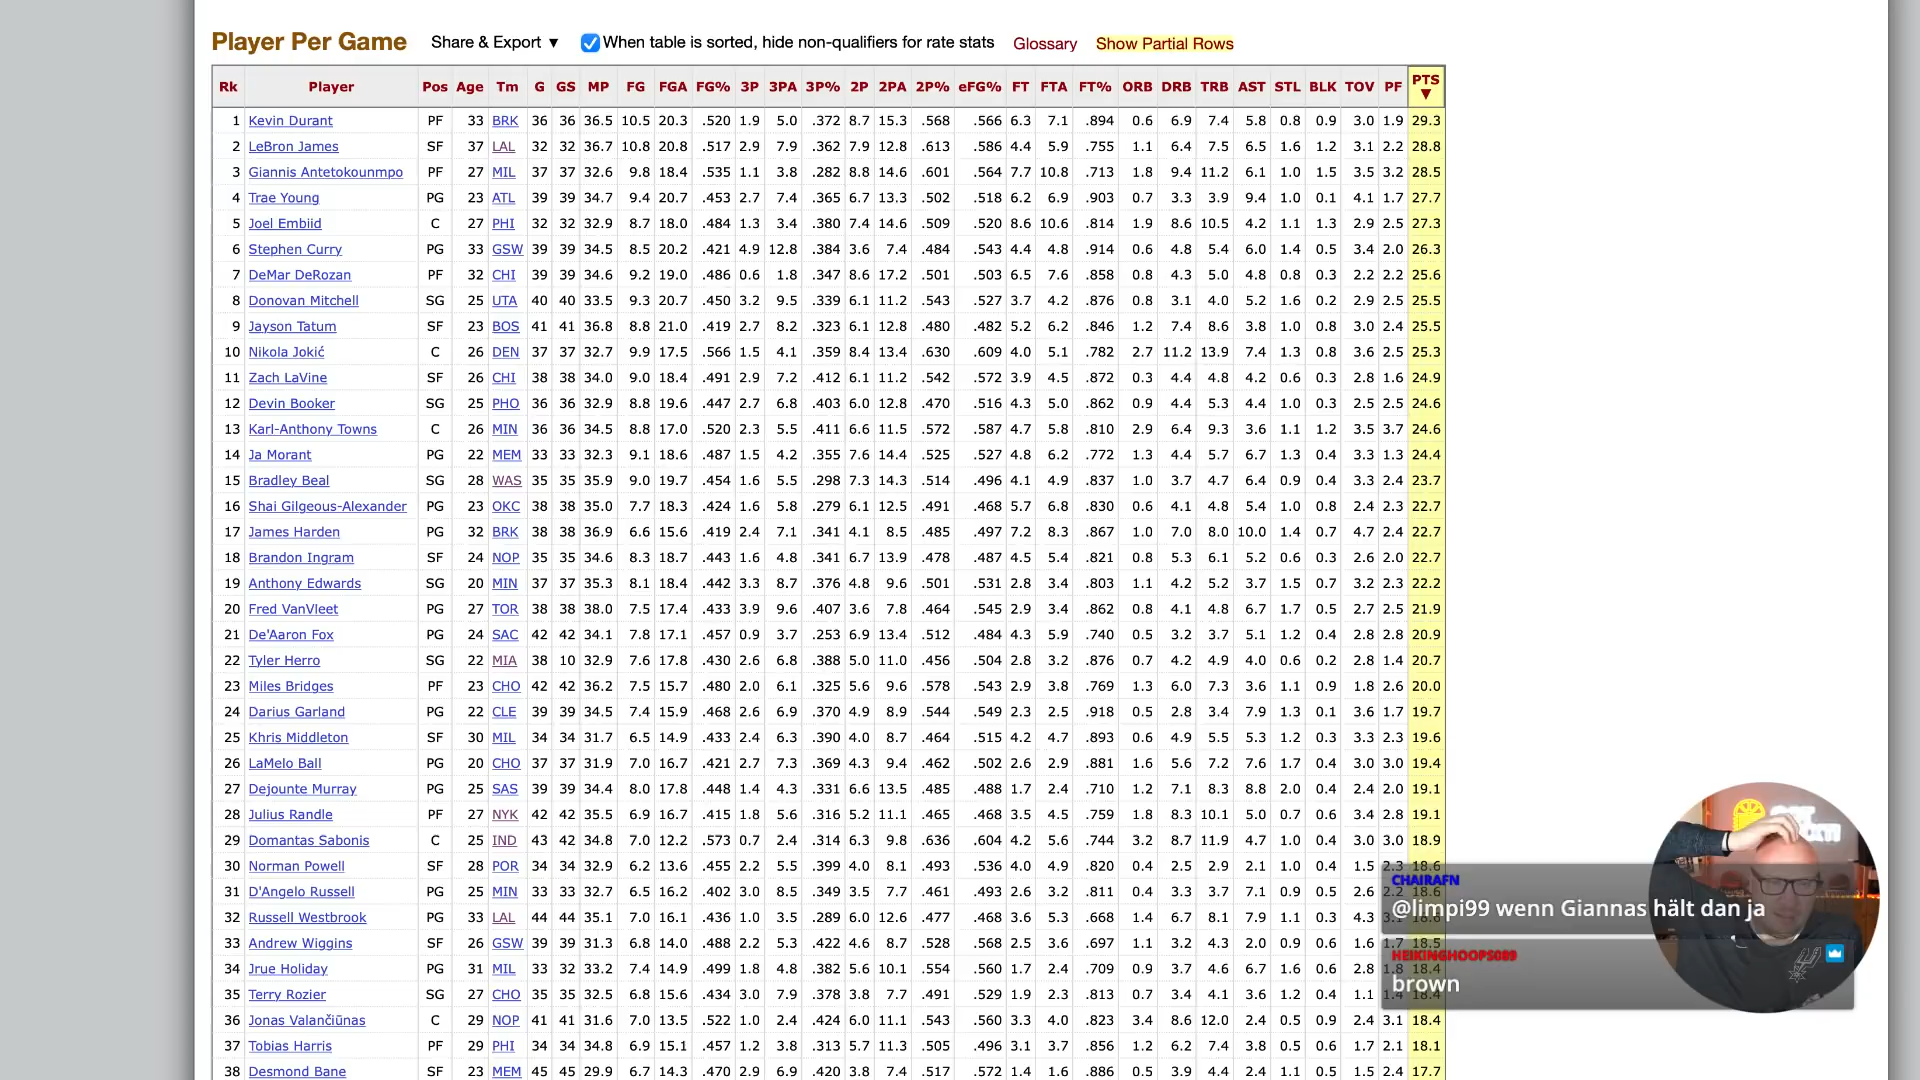 Player Per Game Share & Export ▼ When table is sorted, hide non-qualifiers for rate stats Glossary Show Partial Rows
Rk Player Pos Age Tm G GS MP FG FGA FG% 3P 3PA 3P% 2P 2PA 2P% eFG% FT FTA FT% ORB DRB TRB AST STL BLK TOV PF PTS ▼
1 Kevin Durant PF 33 BRK 36 36 36.5 10.5 20.3 .520 1.9 5.0 .372 8.7 15.3 .568 .566 6.3 7.1 .894 0.6 6.9 7.4 5.8 0.8 0.9 3.0 1.9 29.3
2 LeBron James SF 37 LAL 32 32 36.7 10.8 20.8 .517 2.9 7.9 .362 7.9 12.8 .613 .586 4.4 5.9 .755 1.1 6.4 7.5 6.5 1.6 1.2 3.1 2.2 28.8
3 Giannis Antetokounmpo PF 27 MIL 37 37 32.6 9.8 18.4 .535 1.1 3.8 .282 8.8 14.6 .601 .564 7.7 10.8 .713 1.8 9.4 11.2 6.1 1.0 1.5 3.5 3.2 28.5
4 Trae Young PG 23 ATL 39 39 34.7 9.4 20.7 .453 2.7 7.4 .365 6.7 13.3 .502 .518 6.2 6.9 .903 0.7 3.3 3.9 9.4 1.0 0.1 4.1 1.7 27.7
5 Joel Embiid C 27 PHI 32 32 32.9 8.7 18.0 .484 1.3 3.4 .380 7.4 14.6 .509 .520 8.6 10.6 .814 1.9 8.6 10.5 4.2 1.1 1.3 2.9 2.5 27.3
6 Stephen Curry PG 33 GSW 39 39 34.5 8.5 20.2 .421 4.9 12.8 .384 3.6 7.4 .484 .543 4.4 4.8 .914 0.6 4.8 5.4 6.0 1.4 0.5 3.4 2.0 26.3
7 DeMar DeRozan PF 32 CHI 39 39 34.6 9.2 19.0 .486 0.6 1.8 .347 8.6 17.2 .501 .503 6.5 7.6 .858 0.8 4.3 5.0 4.8 0.8 0.3 2.2 2.2 25.6
8 Donovan Mitchell SG 25 UTA 40 40 33.5 9.3 20.7 .450 3.2 9.5 .339 6.1 11.2 .543 .527 3.7 4.2 .876 0.8 3.1 4.0 5.2 1.6 0.2 2.9 2.5 25.5
9 Jayson Tatum SF 23 BOS 41 41 36.8 8.8 21.0 .419 2.7 8.2 .323 6.1 12.8 .480 .482 5.2 6.2 .846 1.2 7.4 8.6 3.8 1.0 0.8 3.0 2.4 25.5
10 Nikola Jokić C 26 DEN 37 37 32.7 9.9 17.5 .566 1.5 4.1 .359 8.4 13.4 .630 .609 4.0 5.1 .782 2.7 11.2 13.9 7.4 1.3 0.8 3.6 2.5 25.3
11 Zach LaVine SF 26 CHI 38 38 34.0 9.0 18.4 .491 2.9 7.2 .412 6.1 11.2 .542 .572 3.9 4.5 .872 0.3 4.4 4.8 4.2 0.6 0.3 2.8 1.6 24.9
12 Devin Booker SG 25 PHO 36 36 32.9 8.8 19.6 .447 2.7 6.8 .403 6.0 12.8 .470 .516 4.3 5.0 .862 0.9 4.4 5.3 4.4 1.0 0.3 2.5 2.5 24.6
13 Karl-Anthony Towns C 26 MIN 36 36 34.5 8.8 17.0 .520 2.3 5.5 .411 6.6 11.5 .572 .587 4.7 5.8 .810 2.9 6.4 9.3 3.6 1.1 1.2 3.5 3.7 24.6
14 Ja Morant PG 22 MEM 33 33 32.3 9.1 18.6 .487 1.5 4.2 .355 7.6 14.4 .525 .527 4.8 6.2 .772 1.3 4.4 5.7 6.7 1.3 0.4 3.3 1.3 24.4
15 Bradley Beal SG 28 WAS 35 35 35.9 9.0 19.7 .454 1.6 5.5 .298 7.3 14.3 .514 .496 4.1 4.9 .837 1.0 3.7 4.7 6.4 0.9 0.4 3.3 2.4 23.7
16 Shai Gilgeous-Alexander PG 23 OKC 38 38 35.0 7.7 18.3 .424 1.6 5.8 .279 6.1 12.5 .491 .468 5.7 6.8 .830 0.6 4.1 4.8 5.4 1.0 0.8 2.4 2.3 22.7
17 James Harden PG 32 BRK 38 38 36.9 6.6 15.6 .419 2.4 7.1 .341 4.1 8.5 .485 .497 7.2 8.3 .867 1.0 7.0 8.0 10.0 1.4 0.7 4.7 2.4 22.7
18 Brandon Ingram SF 24 NOP 35 35 34.6 8.3 18.7 .443 1.6 4.8 .341 6.7 13.9 .478 .487 4.5 5.4 .821 0.8 5.3 6.1 5.2 0.6 0.3 2.6 2.0 22.7
19 Anthony Edwards SG 20 MIN 37 37 35.3 8.1 18.4 .442 3.3 8.7 .376 4.8 9.6 .501 .531 2.8 3.4 .803 1.1 4.2 5.2 3.7 1.5 0.7 3.2 2.3 22.2
20 Fred VanVleet PG 27 TOR 38 38 38.0 7.5 17.4 .433 3.9 9.6 .407 3.6 7.8 .464 .545 2.9 3.4 .862 0.8 4.1 4.8 6.7 1.7 0.5 2.7 2.5 21.9
21 De'Aaron Fox PG 24 SAC 42 42 34.1 7.8 17.1 .457 0.9 3.7 .253 6.9 13.4 .512 .484 4.3 5.9 .740 0.5 3.2 3.7 5.1 1.2 0.4 2.8 2.8 20.9
22 Tyler Herro SG 22 MIA 38 10 32.9 7.6 17.8 .430 2.6 6.8 .388 5.0 11.0 .456 .504 2.8 3.2 .876 0.7 4.2 4.9 4.0 0.6 0.2 2.8 1.4 20.7
23 Miles Bridges PF 23 CHO 42 42 36.2 7.5 15.7 .480 2.0 6.1 .325 5.6 9.6 .578 .543 2.9 3.8 .769 1.3 6.0 7.3 3.6 1.1 0.9 1.8 2.6 20.0
24 Darius Garland PG 22 CLE 39 39 34.5 7.4 15.9 .468 2.6 6.9 .370 4.9 8.9 .544 .549 2.3 2.5 .918 0.5 2.8 3.4 7.9 1.3 0.1 3.6 1.7 19.7
25 Khris Middleton SF 30 MIL 34 34 31.7 6.5 14.9 .433 2.4 6.3 .390 4.0 8.7 .464 .515 4.2 4.7 .893 0.6 4.9 5.5 5.3 1.2 0.3 3.3 2.3 19.6
26 LaMelo Ball PG 20 CHO 37 37 31.9 7.0 16.7 .421 2.7 7.3 .369 4.3 9.4 .462 .502 2.6 2.9 .881 1.6 5.6 7.2 7.6 1.7 0.4 3.0 3.0 19.4
27 Dejounte Murray PG 25 SAS 39 39 34.4 8.0 17.8 .448 1.4 4.3 .331 6.6 13.5 .485 .488 1.7 2.4 .710 1.2 7.1 8.3 8.8 2.0 0.4 2.4 2.0 19.1
28 Julius Randle PF 27 NYK 42 42 35.5 6.9 16.7 .415 1.8 5.6 .316 5.2 11.1 .465 .468 3.5 4.5 .759 1.8 8.3 10.1 5.0 0.7 0.6 3.4 2.8 19.1
29 Domantas Sabonis C 25 IND 43 42 34.8 7.0 12.2 .573 0.7 2.4 .314 6.3 9.8 .636 .604 4.2 5.6 .744 3.2 8.7 11.9 4.7 1.0 0.4 3.0 3.0 18.9
30 Norman Powell SF 28 POR 34 34 32.9 6.2 13.6 .455 2.2 5.5 .399 4.0 8.1 .493 .536 4.0 4.9 .820 0.4 2.5 2.9 2.1 1.0 0.4 1.5 2.3 18.6
31 D'Angelo Russell PG 25 MIN 33 33 32.7 6.5 16.2 .402 3.0 8.5 .349 3.5 7.7 .461 .493 2.6 3.2 .811 0.4 3.3 3.7 7.1 0.9 0.5 2.6 2.2 18.6
32 Russell Westbrook PG 33 LAL 44 44 35.1 7.0 16.1 .436 1.0 3.5 .289 6.0 12.6 .477 .468 3.6 5.3 .668 1.4 6.7 8.1 7.9 1.1 0.3 4.3
33 Andrew Wiggins SF 26 GSW 39 39 31.3 6.8 14.0 .488 2.2 5.3 .422 4.6 8.7 .528 .568 2.5 3.6 .697 1.1 3.2 4.3 2.0 0.9 0.6 1.6 1.7 18.5
34 Jrue Holiday PG 31 MIL 33 32 33.2 7.4 14.9 .499 1.8 4.8 .382 5.6 10.1 .554 .560 1.7 2.4 .709 0.9 3.7 4.6 6.7 1.6 0.6 2.8 1.8 18.4
35 Terry Rozier SG 27 CHO 35 35 32.5 6.8 15.6 .434 3.0 7.9 .378 3.8 7.7 .491 .529 1.9 2.3 .813 0.7 3.4 4.1 3.6 1.2 0.4 1.1 1.4 18.4
36 Jonas Valančiūnas C 29 NOP 41 41 31.6 7.0 13.5 .522 1.0 2.4 .424 6.0 11.1 .543 .560 3.3 4.0 .823 3.4 8.6 12.0 2.4 0.5 0.9 2.4 3.1 18.4
37 Tobias Harris PF 29 PHI 34 34 34.8 6.9 15.1 .457 1.2 3.8 .313 5.7 11.3 .505 .496 3.1 3.7 .856 1.2 6.2 7.4 3.8 0.5 0.6 1.7 2.1 18.1
38 Desmond Bane SF 23 MEM 45 45 29.9 6.7 14.3 .470 2.9 6.9 .420 3.8 7.4 .517 .572 1.4 1.6 .886 0.5 3.9 4.4 2.4 1.1 0.5 1.5 2.4 17.7
CHAIRAFN
@limpi99 wenn Giannas hält dan ja
HEIKINGHOOPS089
brown